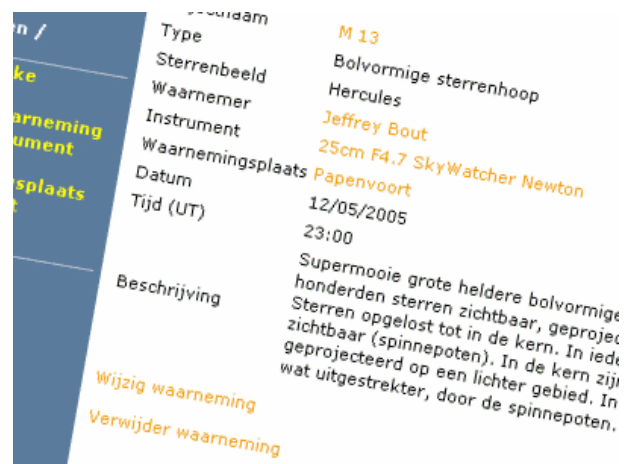 en /
ke
arneming
ument
splaats
t
Type
M 13
Sterrenbeeld
Bolvormige sterrenhoop
Waarnemer
Hercules
Instrument
Jeffrey Bout
Waarnemingsplaats
25cm F4.7 SkyWatcher Newton
Datum
Papenvoort
Tijd (UT)
12/05/2005
23:00
Beschrijving
Supermooie grote heldere bolvormige
honderden sterren zichtbaar, geprojec
Sterren opgelost tot in de kern. In iede
zichtbaar (spinnepoten). In de kern zijn
geprojecteerd op een lichter gebied. In
wat uitgestrekter, door de spinnepoten.
Wijzig waarneming
Verwijder waarneming